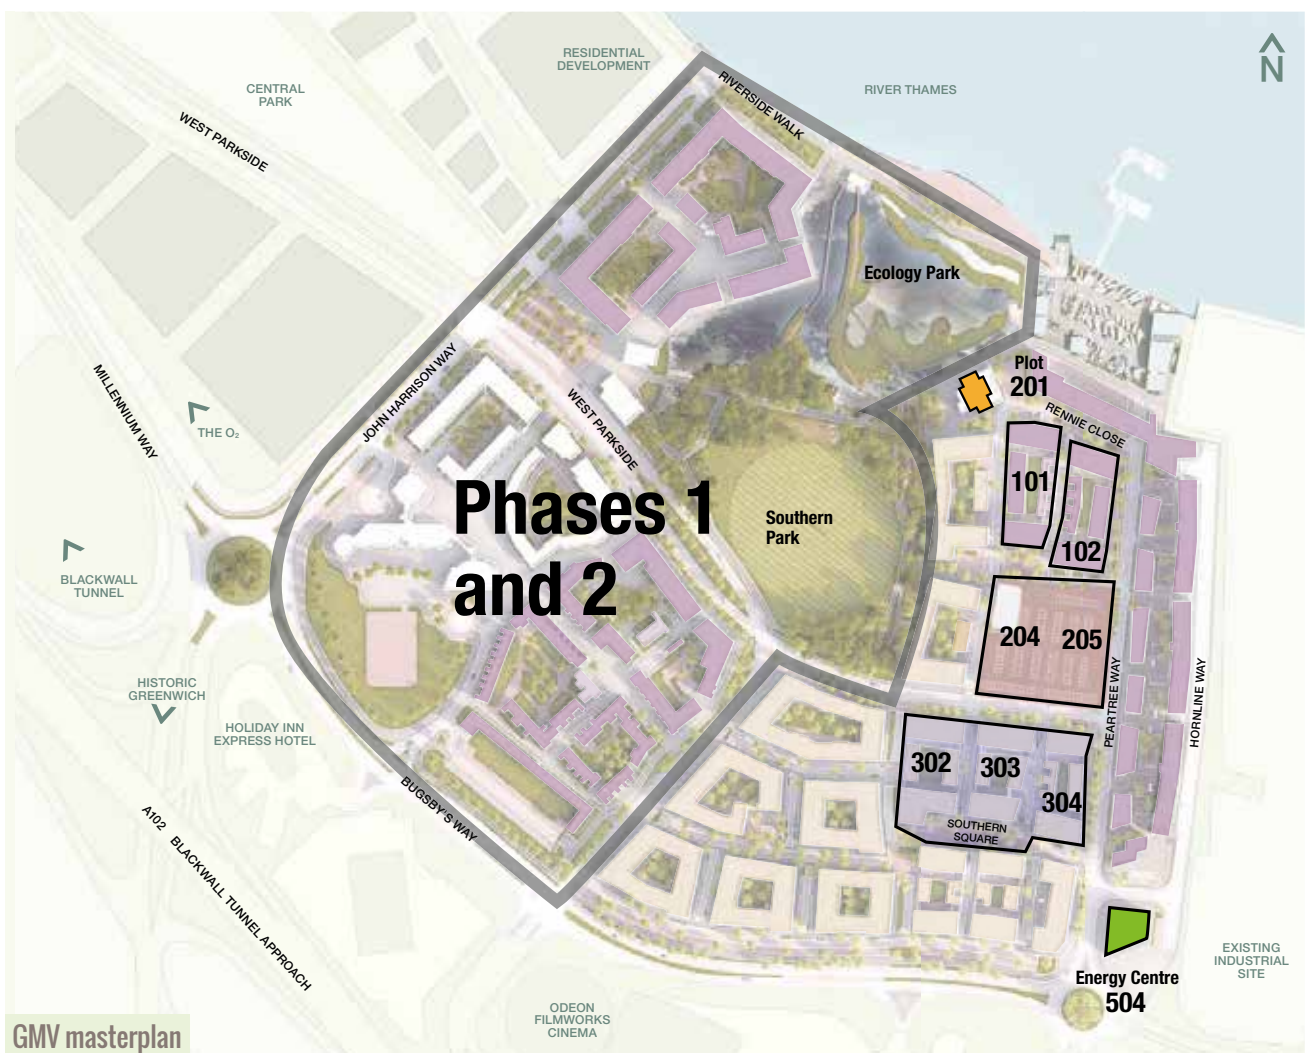 RESIDENTIAL
DEVELOPMENT
CENTRAL
PARK
RIVER THAMES
N
RIVERSIDE WALK
WEST PARKSIDE
Ecology Park
MILLENNIUM WAY
THE O₂
JOHN HARRISON WAY
WEST PARKSIDE
Plot
201
RENNIE CLOSE
101
102
Phases 1
and 2
Southern
Park
BLACKWALL
TUNNEL
204
205
PEARTREE WAY
HORNLINE WAY
HISTORIC
GREENWICH
HOLIDAY INN
EXPRESS HOTEL
302
303
304
SOUTHERN
SQUARE
BUGSBY'S WAY
A102 BLACKWALL TUNNEL APPROACH
EXISTING
INDUSTRIAL
SITE
Energy Centre
504
ODEON
FILMWORKS
CINEMA
GMV masterplan